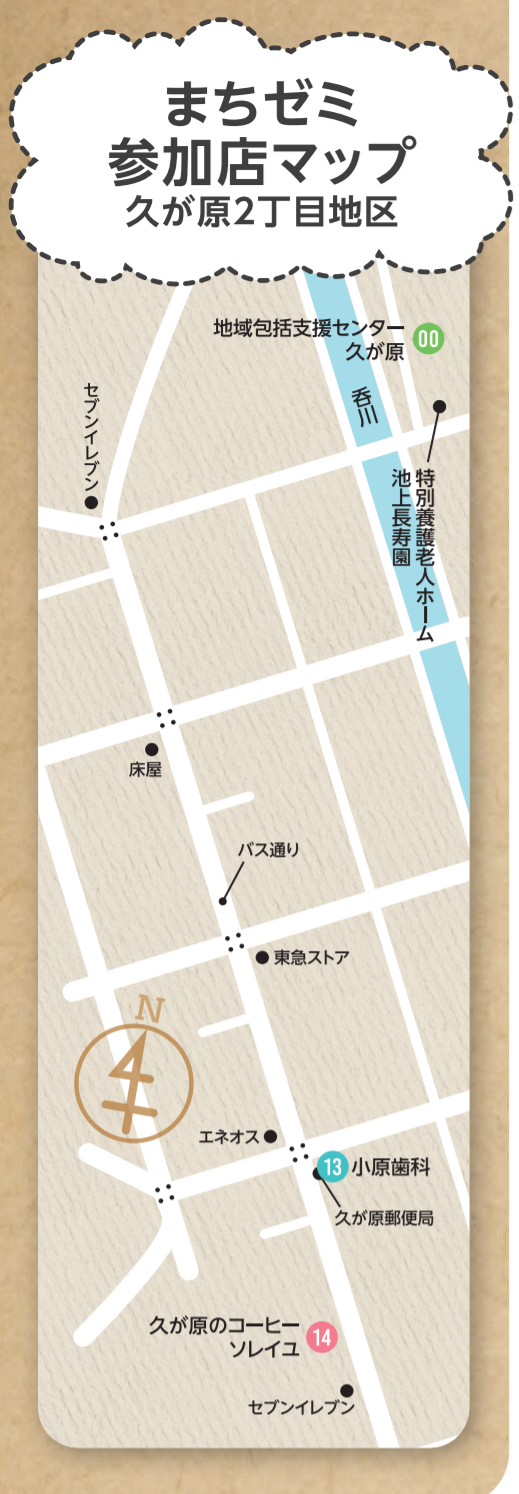 まちゼミ
参加店マップ
久が原2丁目地区
地域包括支援センター
久が原
00
呑川
セブンイレブン
特別養護老人ホーム
池上長寿園
床屋
バス通り
東急ストア
N
エネオス
13 小原歯科
久が原郵便局
久が原のコーヒー
ソレイユ
14
セブンイレブン